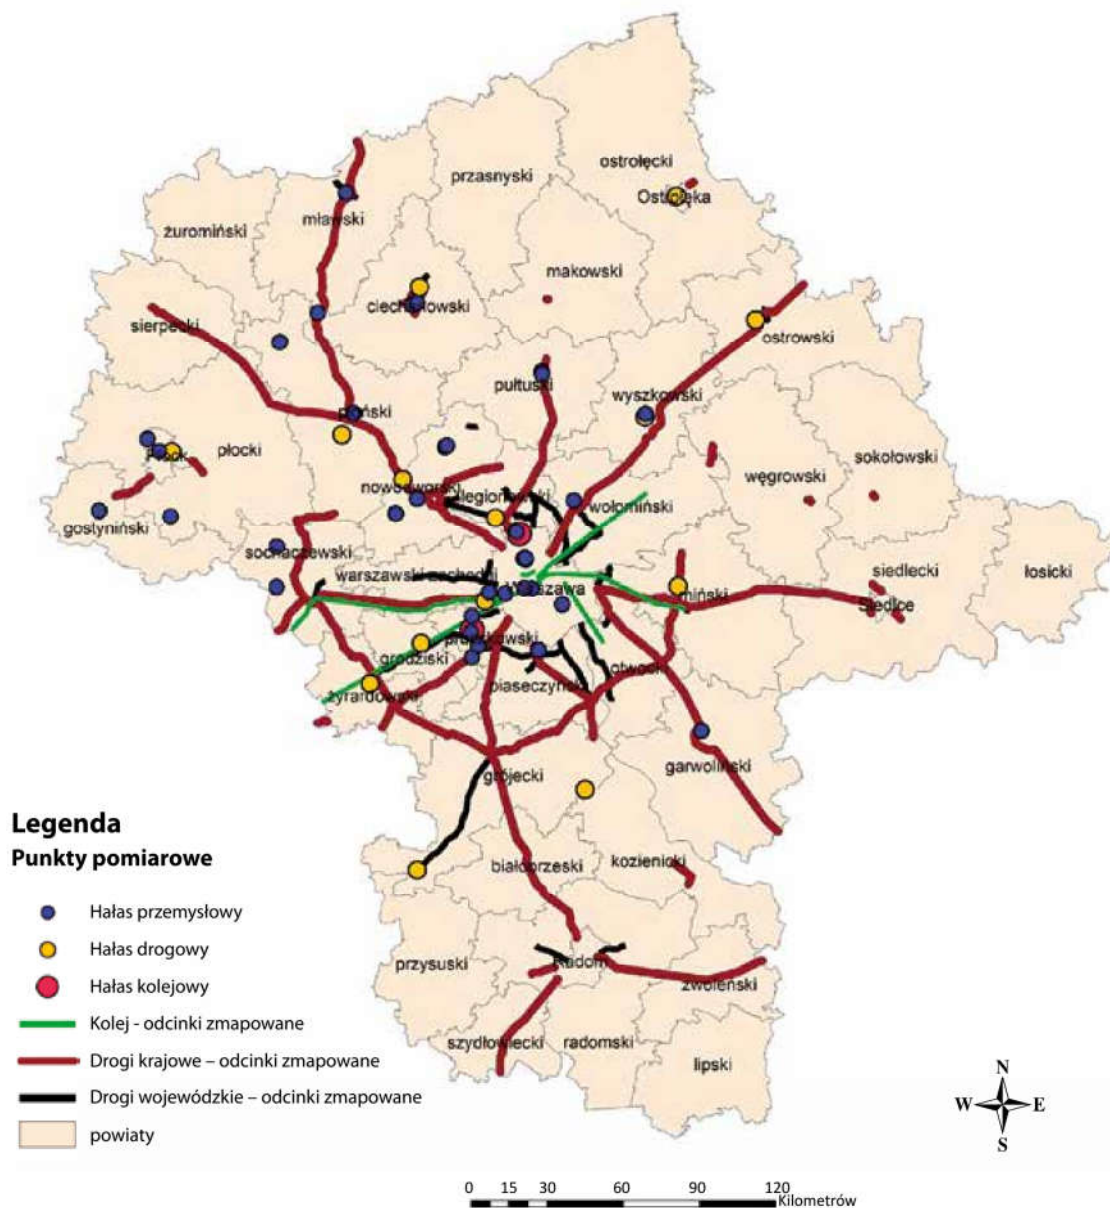 ostrołęcki
przasnyski
Ostrołęka
mławski
żuromiński
makowski
ciechanowski
sierpecki
ostrowski
pułtuski
wyszkowski
płoński
płocki
Płock
węgrowski
sokołowski
nowodworski
legionowski
wołomiński
gostyniński
sochaczewski
warszawski zachodni
Warszawa
miński
siedlecki
łosicki
Siedlce
pruszkowski
grodziski
otwocki
piaseczyński
żyrardowski
grójecki
garwoliński
Legenda
Punkty pomiarowe
białobrzeski
kozienicki
Hałas przemysłowy
Hałas drogowy
przysuski
Radom
Hałas kolejowy
zwoleński
Kolej - odcinki zmapowane
szydłowiecki
radomski
Drogi krajowe – odcinki zmapowane
lipski
Drogi wojewódzkie – odcinki zmapowane
powiaty
N
W E
S
0 15 30 60 90 120
Kilometrów